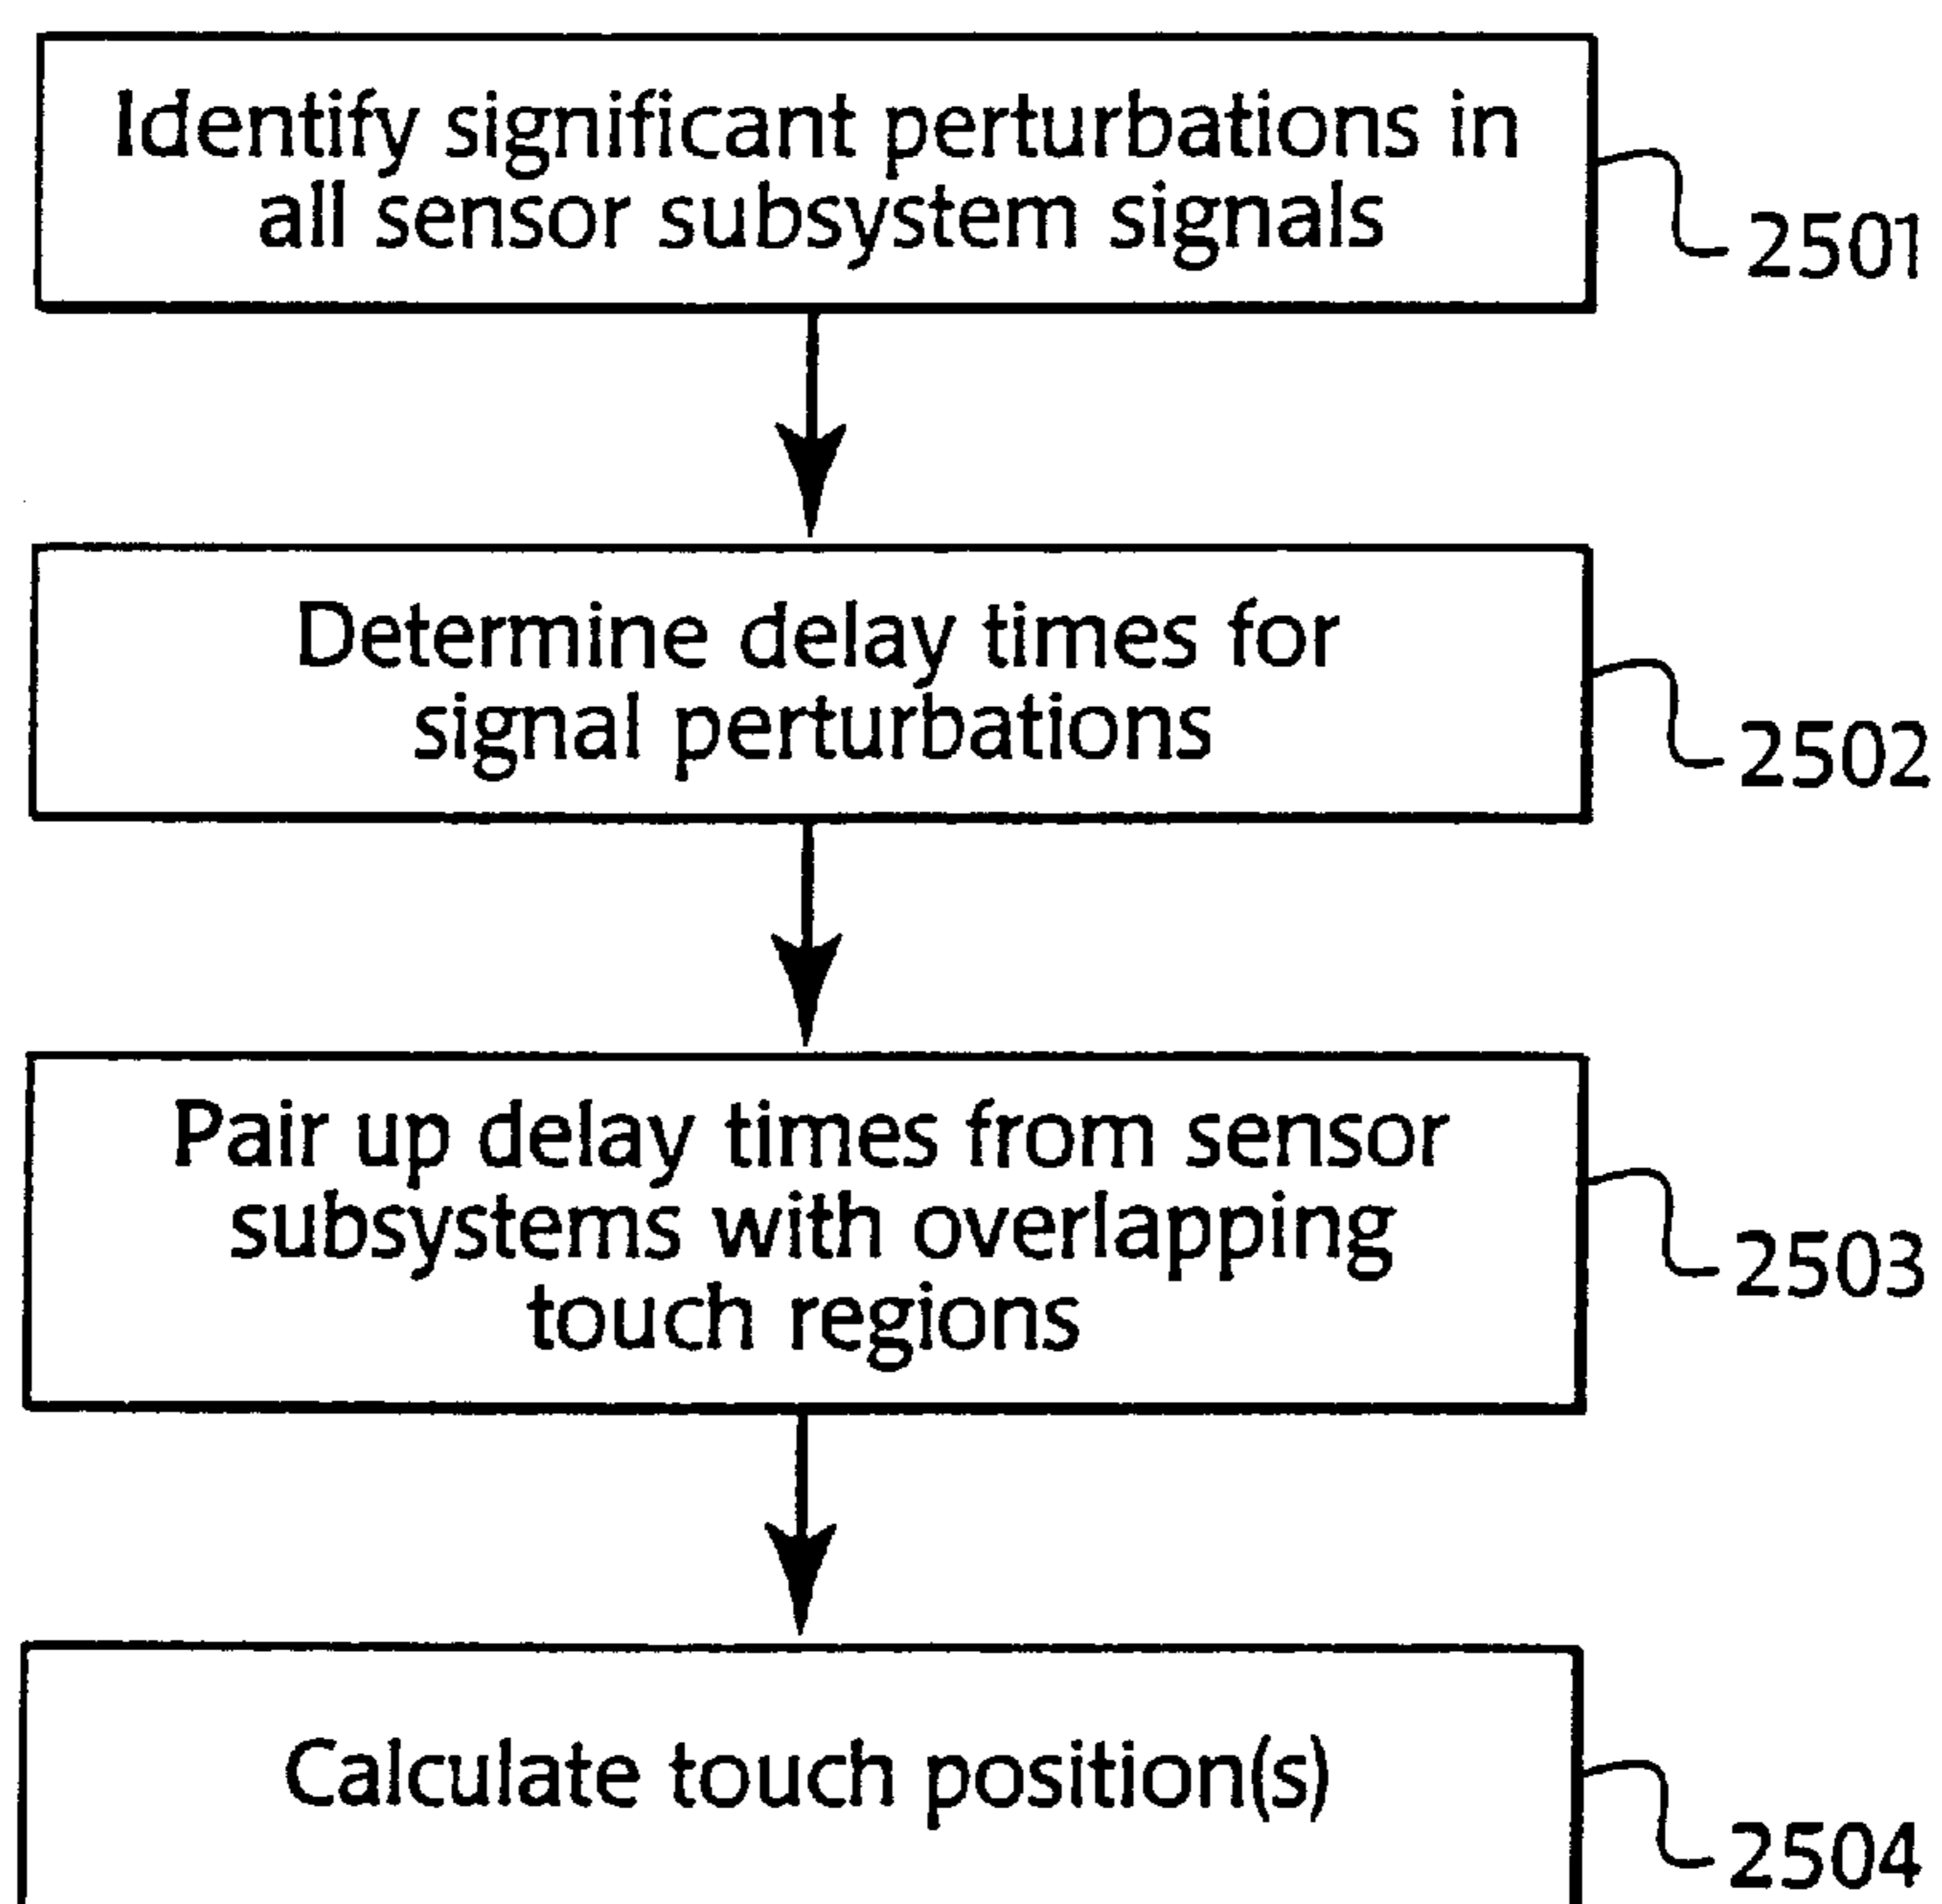 Identify significant perturbations in
all sensor subsystem signals
2501
Determine delay times for
signal perturbations
2502
Pair up delay times from sensor
subsystems with overlapping
touch regions
2503
Calculate touch position(s)
2504